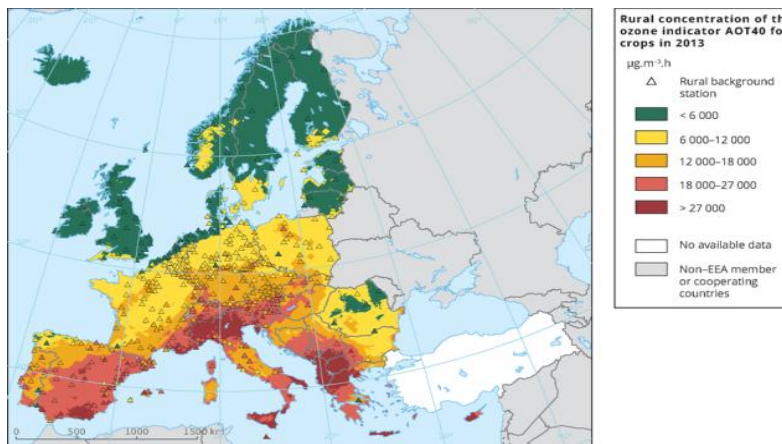 Rural concentration of th
ozone indicator AOT40 fo
crops in 2013
µg.m⁻³.h
Rural background
station
< 6 000
6 000–12 000
12 000–18 000
18 000–27 000
> 27 000
No available data
Non–EEA member
or cooperating
countries
0 500 1000 1500 km